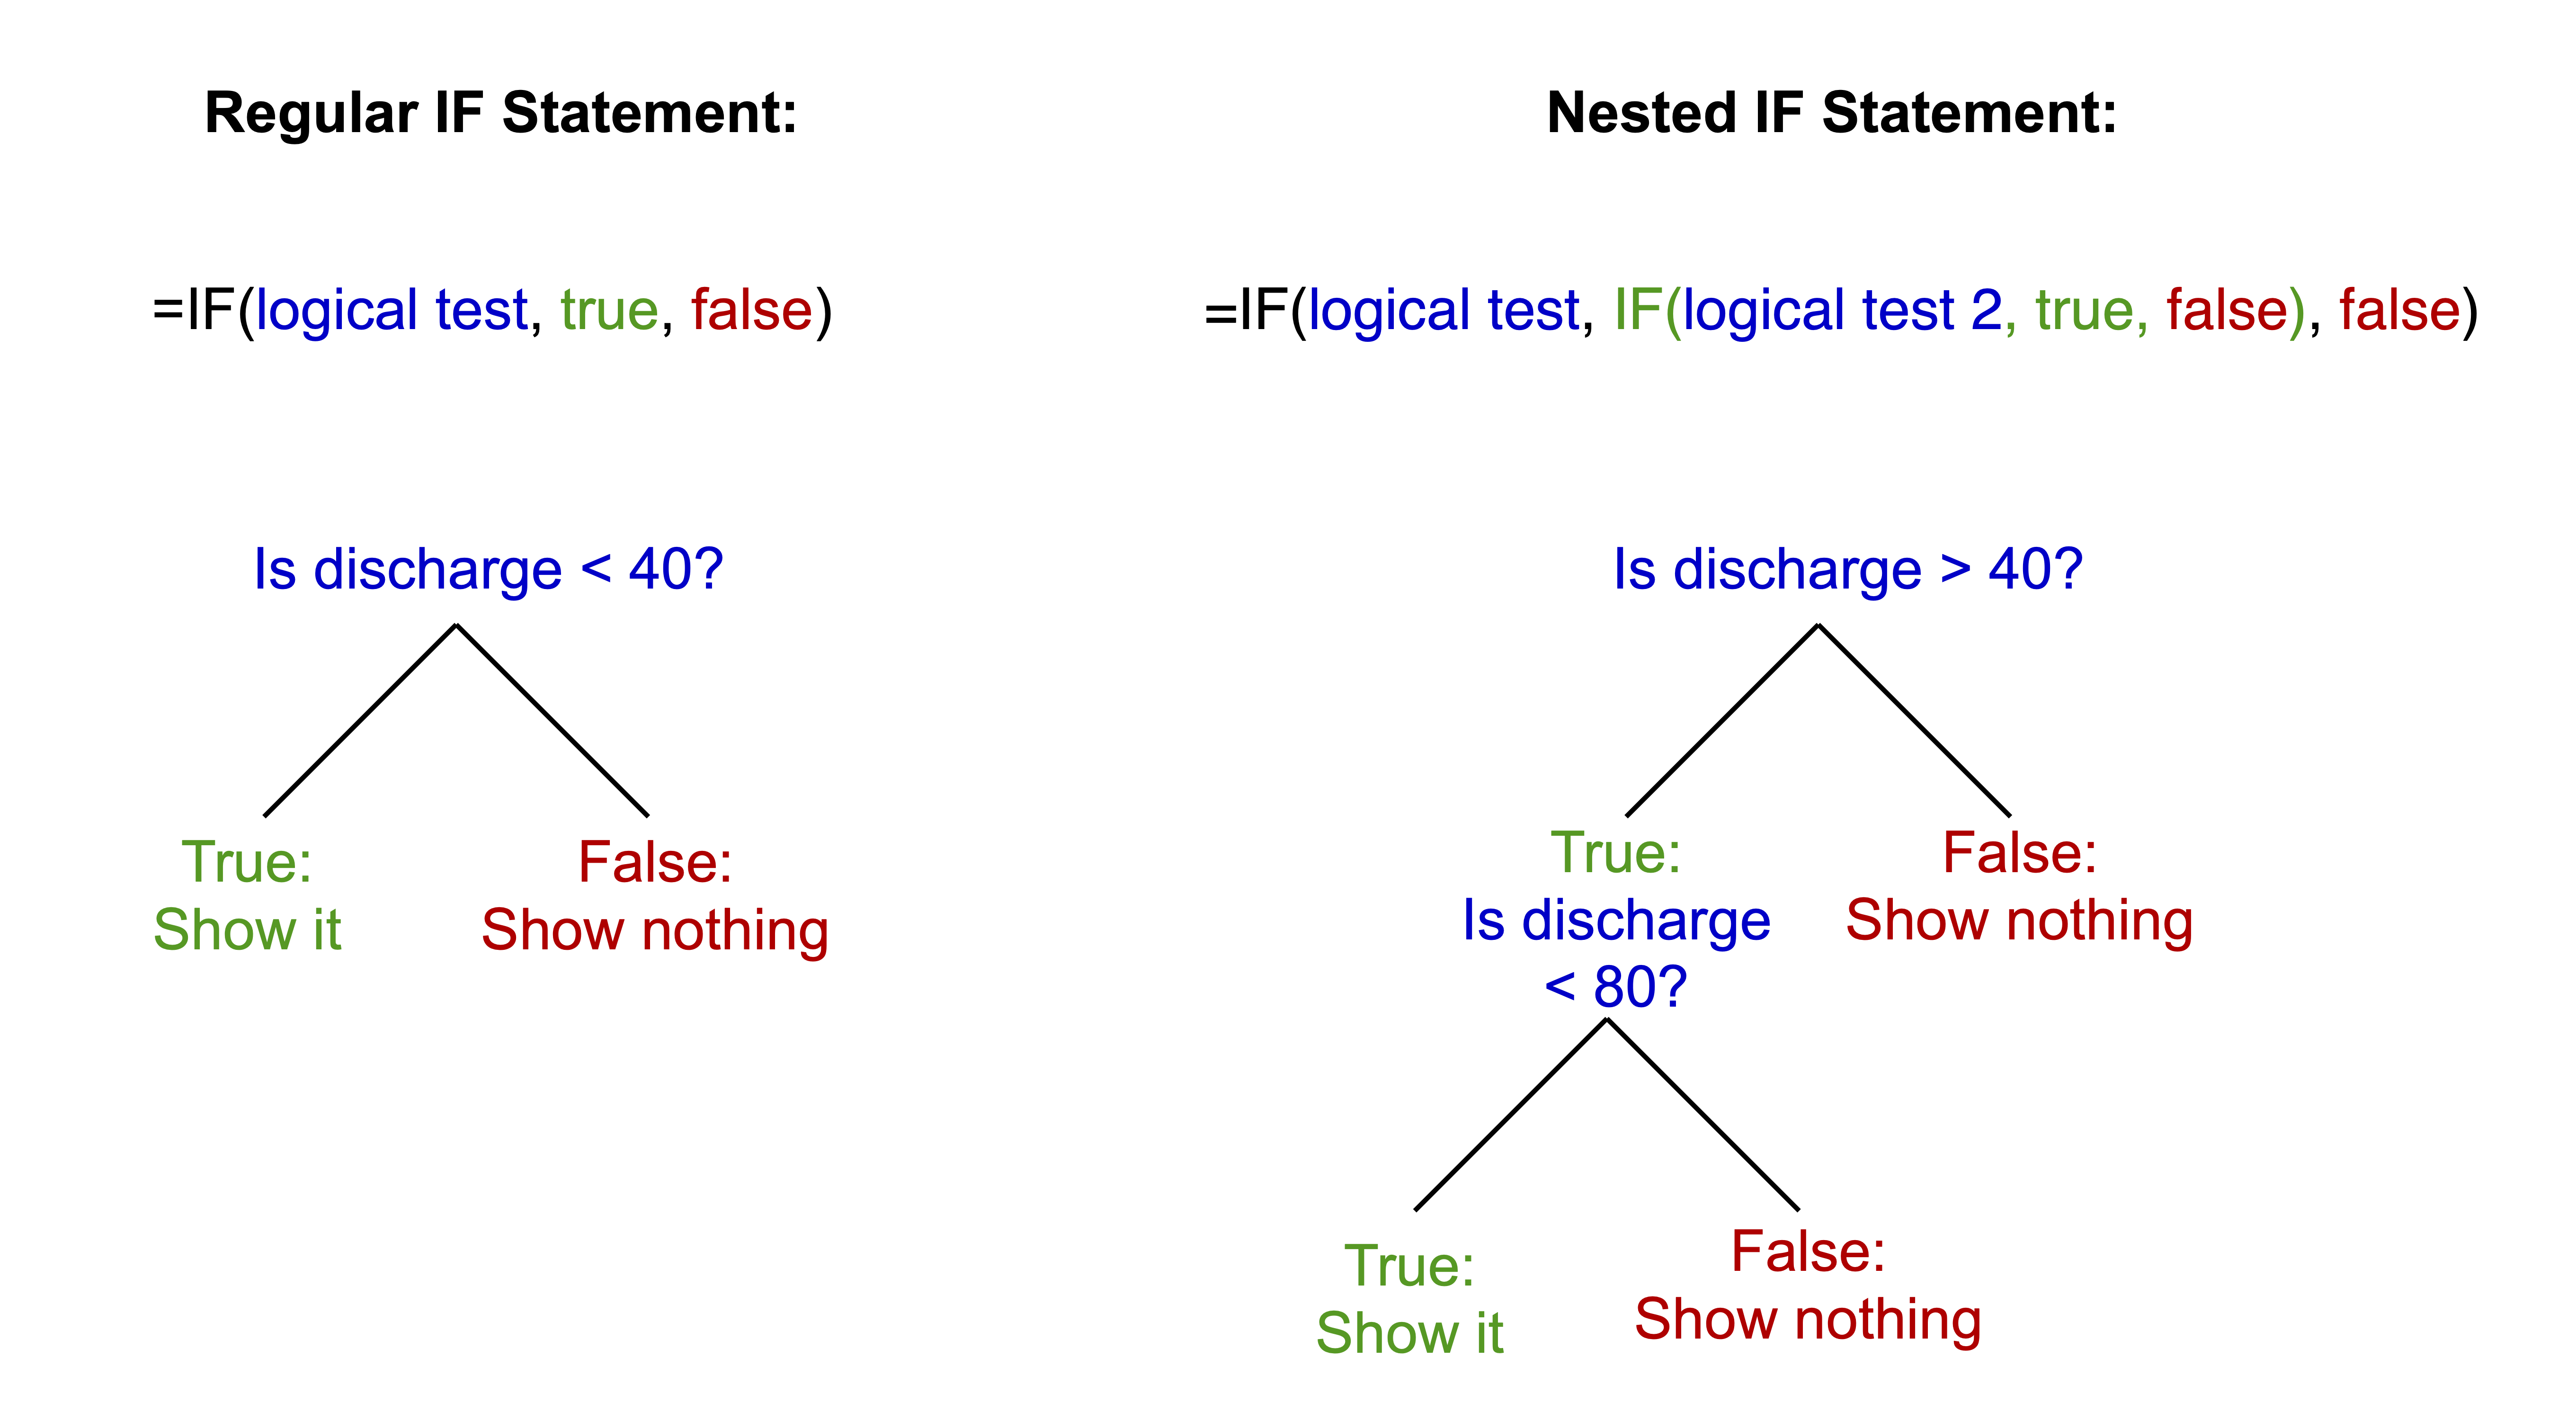 Regular IF Statement:
=IF(logical test, true, false)
Is discharge < 40?
True:
Show it
False:
Show nothing
Nested IF Statement:
=IF(logical test, IF(logical test 2, true, false), false)
Is discharge > 40?
True:
Is discharge
< 80?
False:
Show nothing
True:
Show it
False:
Show nothing